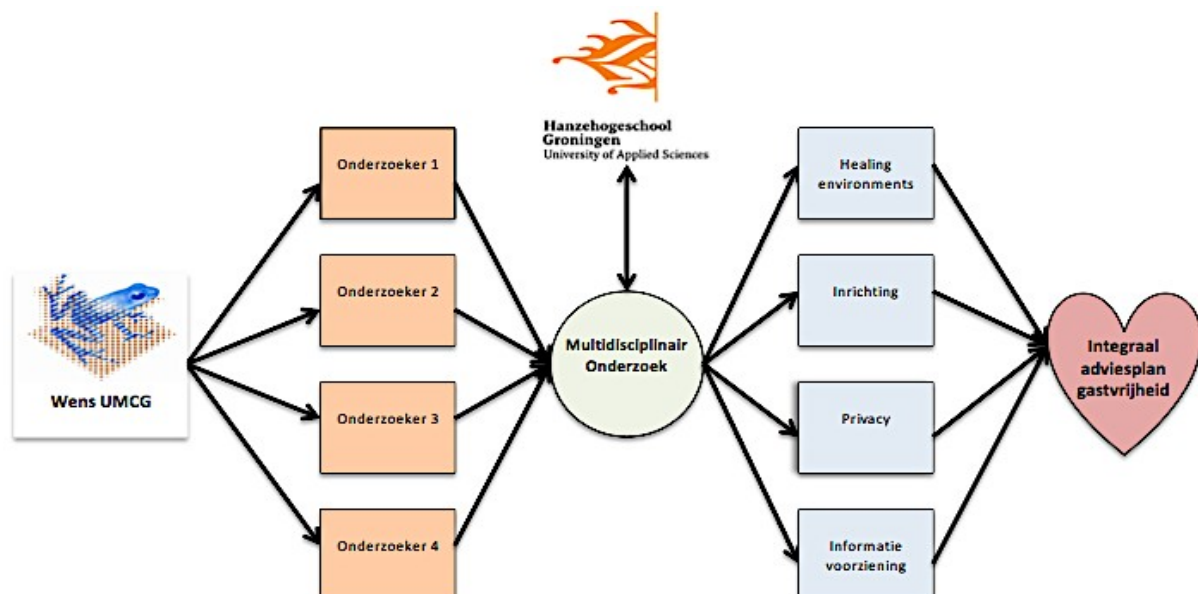 Hanzehogeschool
Groningen
University of Applied Sciences
Wens UMCG
Onderzoeker 1
Onderzoeker 2
Onderzoeker 3
Onderzoeker 4
Multidisciplinair
Onderzoek
Healing
environments
Inrichting
Privacy
Informatie
voorziening
Integraal
adviesplan
gastvrijheid